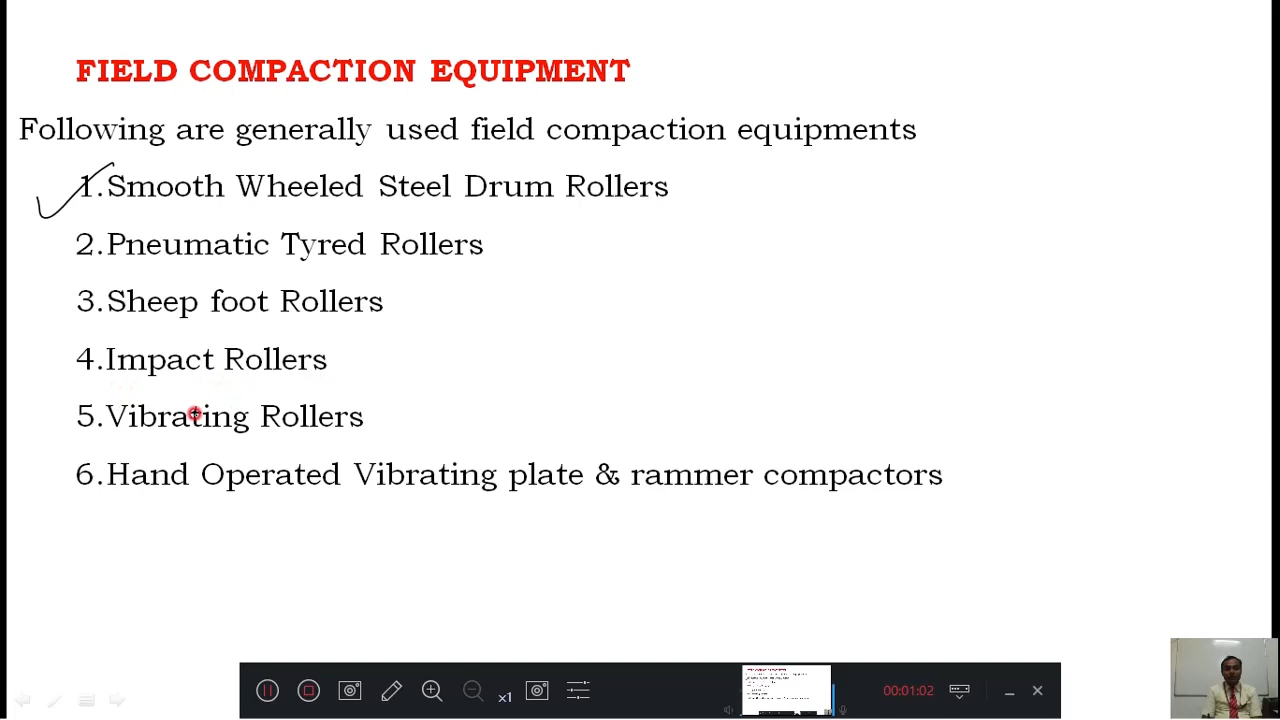 FIELD COMPACTION EQUIPMENT
Following are generally used field compaction equipments
1.Smooth Wheeled Steel Drum Rollers
2.Pneumatic Tyred Rollers
3.Sheep foot Rollers
4.Impact Rollers
5.Vibrating Rollers
6.Hand Operated Vibrating plate & rammer compactors
x1
00:01:02